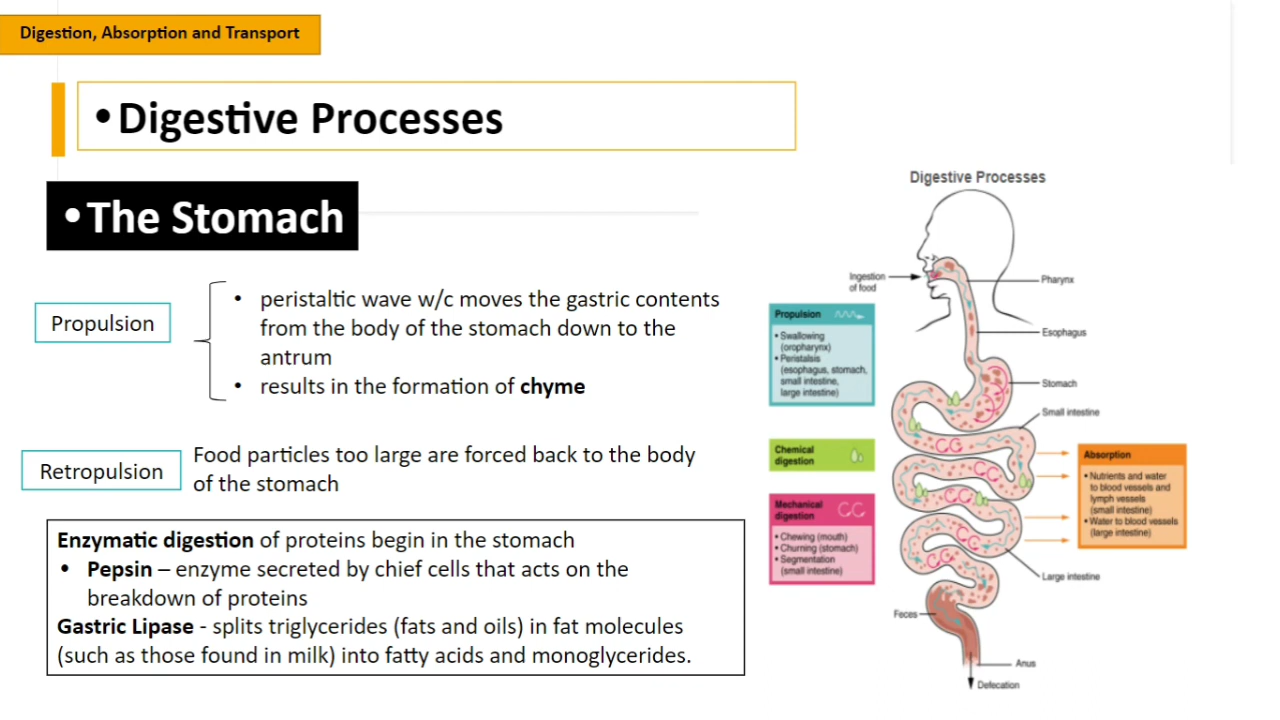 Digestion, Absorption and Transport
•Digestive Processes
•The Stomach
Propulsion
• peristaltic wave w/c moves the gastric contents
from the body of the stomach down to the
antrum
• results in the formation of chyme
Retropulsion
Food particles too large are forced back to the body
of the stomach
Enzymatic digestion of proteins begin in the stomach
• Pepsin – enzyme secreted by chief cells that acts on the
breakdown of proteins
Gastric Lipase - splits triglycerides (fats and oils) in fat molecules
(such as those found in milk) into fatty acids and monoglycerides.
Digestive Processes
Ingestion
of food
Pharynx
Esophagus
Stomach
Small intestine
Propulsion
• Swallowing
(oropharynx)
• Peristalsis
(esophagus, stomach,
small intestine,
large intestine)
Chemical
digestion
Mechanical
digestion
• Chewing (mouth)
• Churning (stomach)
• Segmentation
(small intestine)
Absorption
• Nutrients and water
to blood vessels and
lymph vessels
(small intestine)
• Water to blood vessels
(large intestine)
Large intestine
Feces
Anus
Defecation